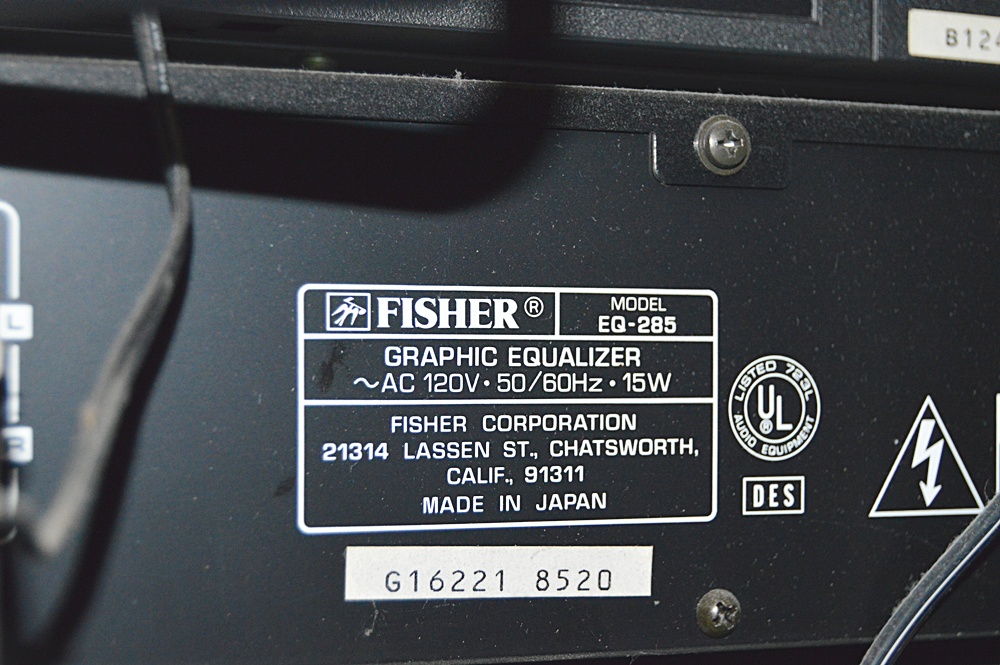 B124
FISHER®
MODEL
EQ-285
GRAPHIC EQUALIZER
~AC 120V · 50/60Hz · 15W
FISHER CORPORATION
21314 LASSEN ST., CHATSWORTH,
CALIF., 91311
MADE IN JAPAN
LISTED 783L
UL®
AUDIO EQUIPMENT
DES
G16221 8520
L
R